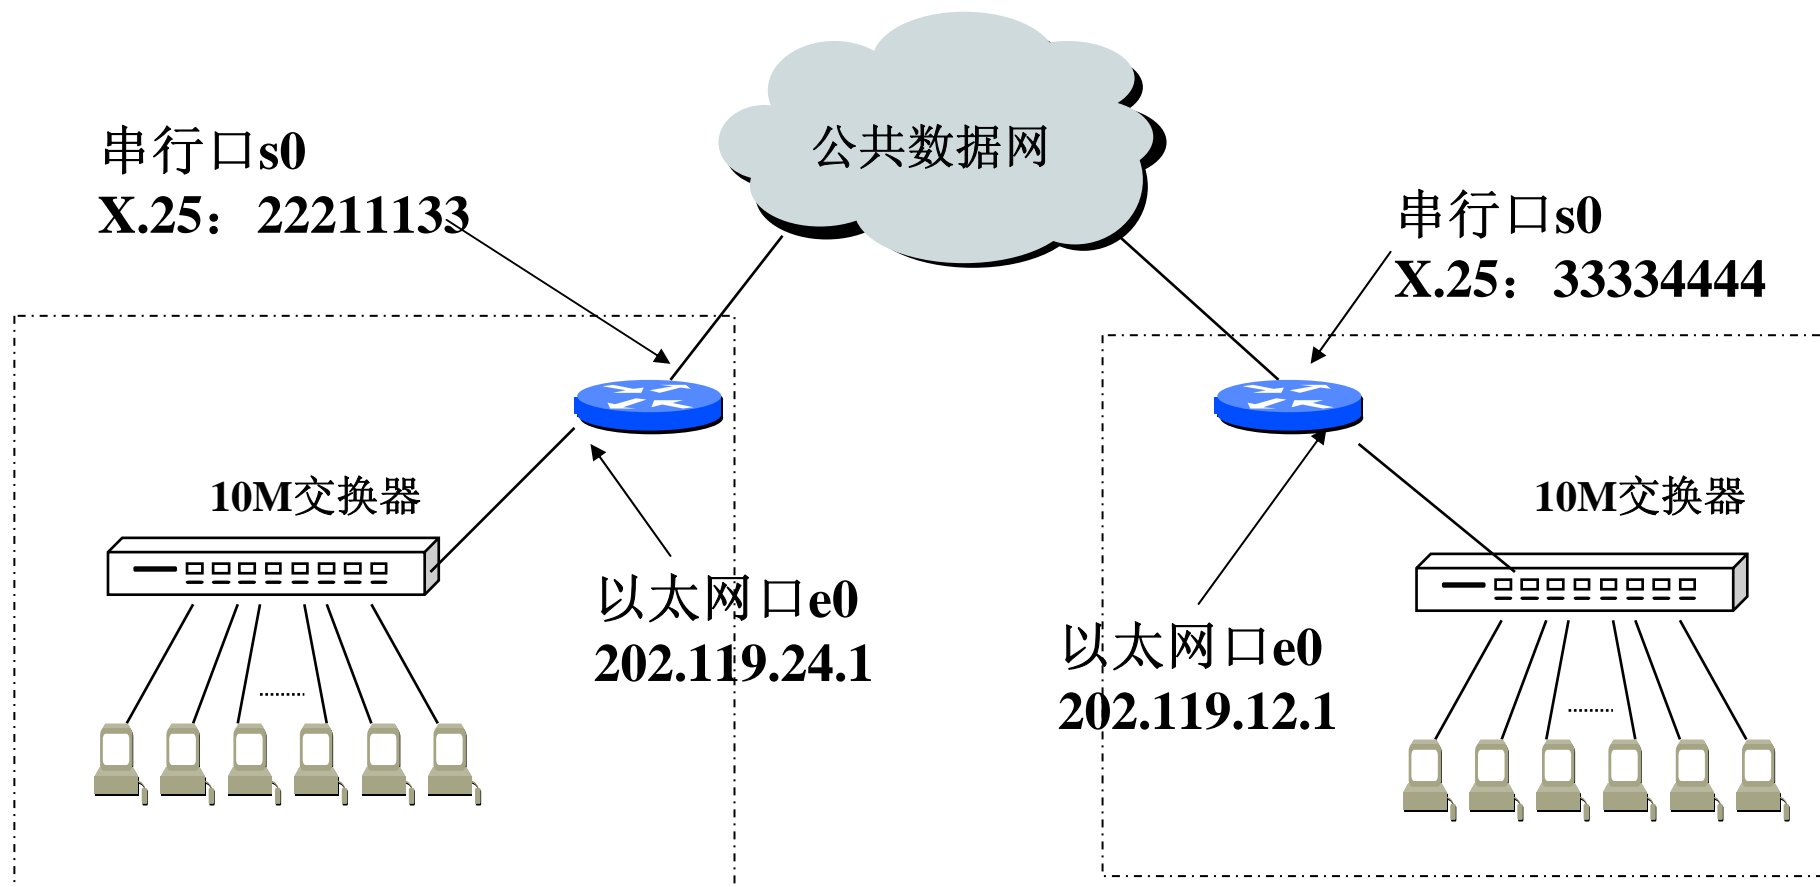 公共数据网
串行口s0
X.25：22211133
串行口s0
X.25：33334444
10M交换器
10M交换器
以太网口e0
202.119.24.1
以太网口e0
202.119.12.1